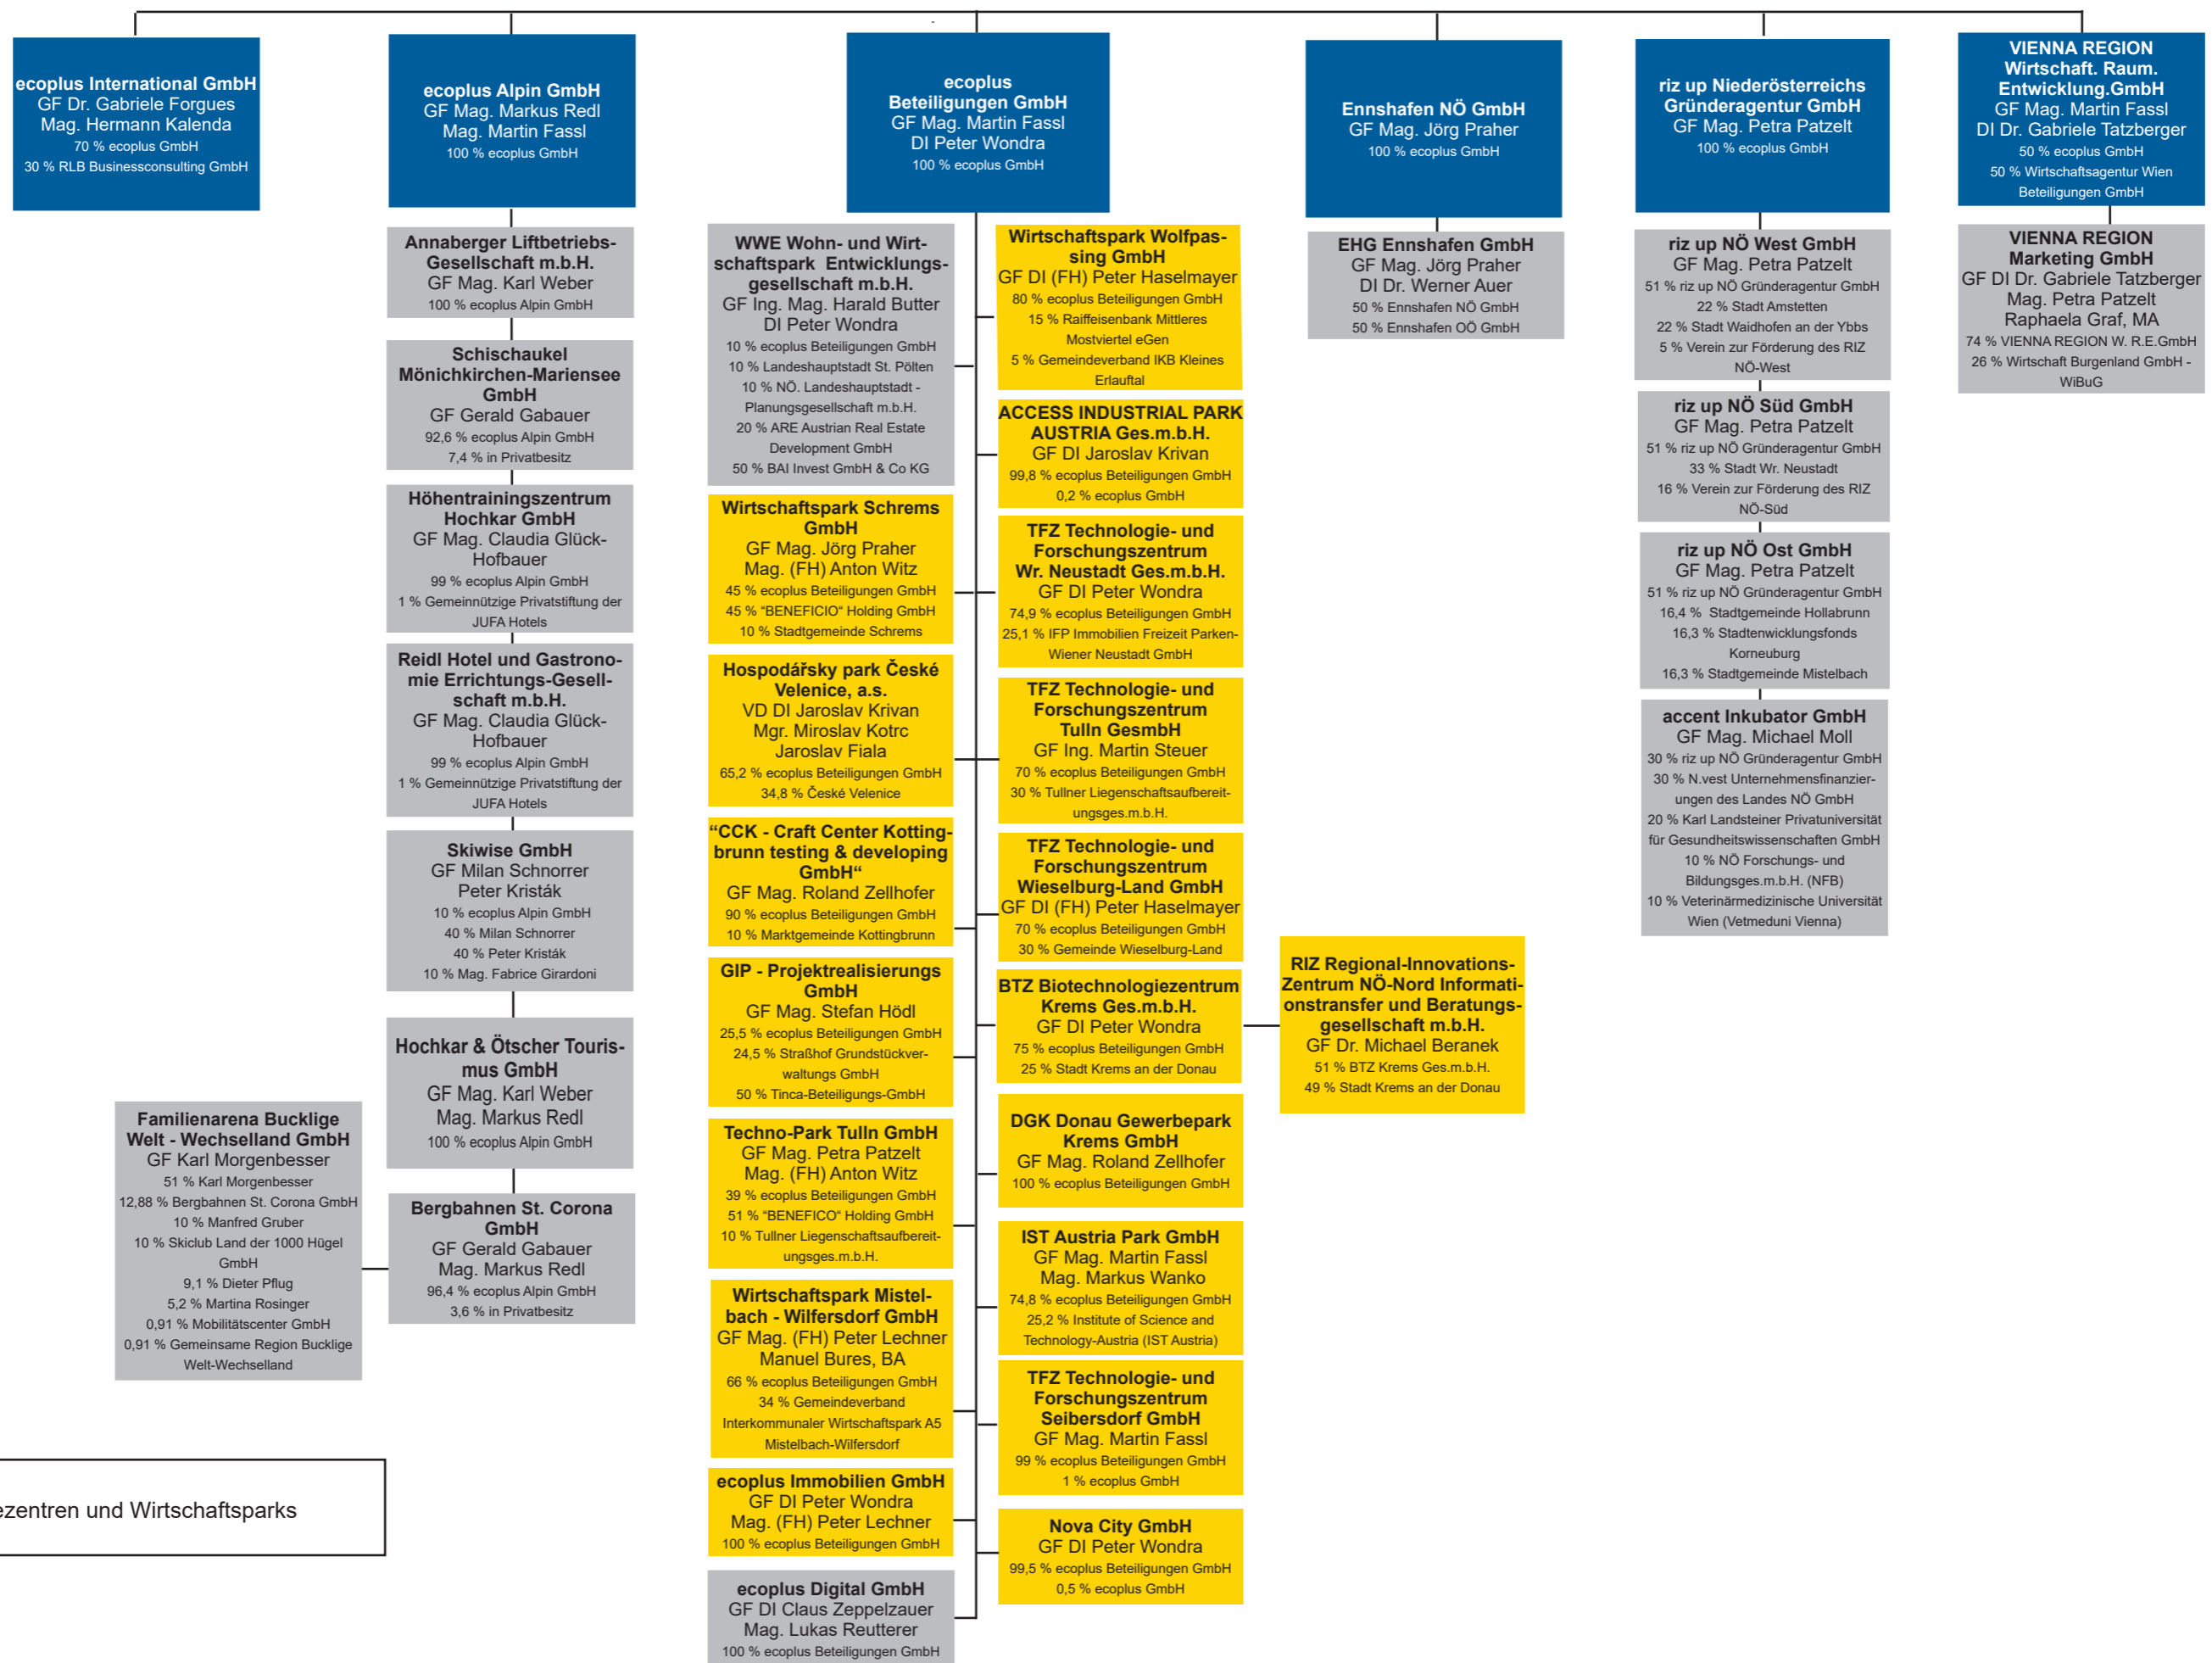 ecoplus International GmbH
GF Dr. Gabriele Forgues
Mag. Hermann Kalenda
70 % ecoplus GmbH
30 % RLB Businessconsulting GmbH
ecoplus Alpin GmbH
GF Mag. Markus Redl
Mag. Martin Fassl
100 % ecoplus GmbH
ecoplus
Beteiligungen GmbH
GF Mag. Martin Fassl
DI Peter Wondra
100 % ecoplus GmbH
Ennshafen NÖ GmbH
GF Mag. Jörg Praher
100 % ecoplus GmbH
riz up Niederösterreichs
Gründeragentur GmbH
GF Mag. Petra Patzelt
100 % ecoplus GmbH
VIENNA REGION
Wirtschaft. Raum.
Entwicklung.GmbH
GF Mag. Martin Fassl
DI Dr. Gabriele Tatzberger
50 % ecoplus GmbH
50 % Wirtschaftsagentur Wien
Beteiligungen GmbH
Annaberger Liftbetriebs-
Gesellschaft m.b.H.
GF Mag. Karl Weber
100 % ecoplus Alpin GmbH
Schischaukel
Mönichkirchen-Mariensee
GmbH
GF Gerald Gabauer
92,6 % ecoplus Alpin GmbH
7,4 % in Privatbesitz
Höhentrainingszentrum
Hochkar GmbH
GF Mag. Claudia Glück-
Hofbauer
99 % ecoplus Alpin GmbH
1 % Gemeinnützige Privatstiftung der
JUFA Hotels
Reidl Hotel und Gastrono-
mie Errichtungs-Gesell-
schaft m.b.H.
GF Mag. Claudia Glück-
Hofbauer
99 % ecoplus Alpin GmbH
1 % Gemeinnützige Privatstiftung der
JUFA Hotels
Skiwise GmbH
GF Milan Schnorrer
Peter Kristák
10 % ecoplus Alpin GmbH
40 % Milan Schnorrer
40 % Peter Kristák
10 % Mag. Fabrice Girardoni
Hochkar & Ötscher Touris-
mus GmbH
GF Mag. Karl Weber
Mag. Markus Redl
100 % ecoplus Alpin GmbH
Bergbahnen St. Corona
GmbH
GF Gerald Gabauer
Mag. Markus Redl
96,4 % ecoplus Alpin GmbH
3,6 % in Privatbesitz
Familienarena Bucklige
Welt - Wechselland GmbH
GF Karl Morgenbesser
51 % Karl Morgenbesser
12,88 % Bergbahnen St. Corona GmbH
10 % Manfred Gruber
10 % Skiclub Land der 1000 Hügel
GmbH
9,1 % Dieter Pflug
5,2 % Martina Rosinger
0,91 % Mobilitätscenter GmbH
0,91 % Gemeinsame Region Bucklige
Welt-Wechselland
WWE Wohn- und Wirt-
schaftspark Entwicklungs-
gesellschaft m.b.H.
GF Ing. Mag. Harald Butter
DI Peter Wondra
10 % ecoplus Beteiligungen GmbH
10 % Landeshauptstadt St. Pölten
10 % NÖ. Landeshauptstadt -
Planungsgesellschaft m.b.H.
20 % ARE Austrian Real Estate
Development GmbH
50 % BAI Invest GmbH & Co KG
Wirtschaftspark Schrems
GmbH
GF Mag. Jörg Praher
Mag. (FH) Anton Witz
45 % ecoplus Beteiligungen GmbH
45 % “BENEFICIO“ Holding GmbH
10 % Stadtgemeinde Schrems
Hospodářsky park České
Velenice, a.s.
VD DI Jaroslav Krivan
Mgr. Miroslav Kotrc
Jaroslav Fiala
65,2 % ecoplus Beteiligungen GmbH
34,8 % České Velenice
“CCK - Craft Center Kotting-
brunn testing & developing
GmbH“
GF Mag. Roland Zellhofer
90 % ecoplus Beteiligungen GmbH
10 % Marktgemeinde Kottingbrunn
GIP - Projektrealisierungs
GmbH
GF Mag. Stefan Hödl
25,5 % ecoplus Beteiligungen GmbH
24,5 % Straßhof Grundstückver-
waltungs GmbH
50 % Tinca-Beteiligungs-GmbH
Techno-Park Tulln GmbH
GF Mag. Petra Patzelt
Mag. (FH) Anton Witz
39 % ecoplus Beteiligungen GmbH
51 % “BENEFICO“ Holding GmbH
10 % Tullner Liegenschaftsaufbereit-
ungsges.m.b.H.
Wirtschaftspark Mistel-
bach - Wilfersdorf GmbH
GF Mag. (FH) Peter Lechner
Manuel Bures, BA
66 % ecoplus Beteiligungen GmbH
34 % Gemeindeverband
Interkommunaler Wirtschaftspark A5
Mistelbach-Wilfersdorf
ecoplus Immobilien GmbH
GF DI Peter Wondra
Mag. (FH) Peter Lechner
100 % ecoplus Beteiligungen GmbH
ecoplus Digital GmbH
GF DI Claus Zeppelzauer
Mag. Lukas Reutterer
100 % ecoplus Beteiligungen GmbH
Wirtschaftspark Wolfpas-
sing GmbH
GF DI (FH) Peter Haselmayer
80 % ecoplus Beteiligungen GmbH
15 % Raiffeisenbank Mittleres
Mostviertel eGen
5 % Gemeindeverband IKB Kleines
Erlauftal
ACCESS INDUSTRIAL PARK
AUSTRIA Ges.m.b.H.
GF DI Jaroslav Krivan
99,8 % ecoplus Beteiligungen GmbH
0,2 % ecoplus GmbH
TFZ Technologie- und
Forschungszentrum
Wr. Neustadt Ges.m.b.H.
GF DI Peter Wondra
74,9 % ecoplus Beteiligungen GmbH
25,1 % IFP Immobilien Freizeit Parken-
Wiener Neustadt GmbH
TFZ Technologie- und
Forschungszentrum
Tulln GesmbH
GF Ing. Martin Steuer
70 % ecoplus Beteiligungen GmbH
30 % Tullner Liegenschaftsaufbereit-
ungsges.m.b.H.
TFZ Technologie- und
Forschungszentrum
Wieselburg-Land GmbH
GF DI (FH) Peter Haselmayer
70 % ecoplus Beteiligungen GmbH
30 % Gemeinde Wieselburg-Land
BTZ Biotechnologiezentrum
Krems Ges.m.b.H.
GF DI Peter Wondra
75 % ecoplus Beteiligungen GmbH
25 % Stadt Krems an der Donau
DGK Donau Gewerbepark
Krems GmbH
GF Mag. Roland Zellhofer
100 % ecoplus Beteiligungen GmbH
IST Austria Park GmbH
GF Mag. Martin Fassl
Mag. Markus Wanko
74,8 % ecoplus Beteiligungen GmbH
25,2 % Institute of Science and
Technology-Austria (IST Austria)
TFZ Technologie- und
Forschungszentrum
Seibersdorf GmbH
GF Mag. Martin Fassl
99 % ecoplus Beteiligungen GmbH
1 % ecoplus GmbH
Nova City GmbH
GF DI Peter Wondra
99,5 % ecoplus Beteiligungen GmbH
0,5 % ecoplus GmbH
RIZ Regional-Innovations-
Zentrum NÖ-Nord Informati-
onstransfer und Beratungs-
gesellschaft m.b.H.
GF Dr. Michael Beranek
51 % BTZ Krems Ges.m.b.H.
49 % Stadt Krems an der Donau
EHG Ennshafen GmbH
GF Mag. Jörg Praher
DI Dr. Werner Auer
50 % Ennshafen NÖ GmbH
50 % Ennshafen OÖ GmbH
riz up NÖ West GmbH
GF Mag. Petra Patzelt
51 % riz up NÖ Gründeragentur GmbH
22 % Stadt Amstetten
22 % Stadt Waidhofen an der Ybbs
5 % Verein zur Förderung des RIZ
NÖ-West
riz up NÖ Süd GmbH
GF Mag. Petra Patzelt
51 % riz up NÖ Gründeragentur GmbH
33 % Stadt Wr. Neustadt
16 % Verein zur Förderung des RIZ
NÖ-Süd
riz up NÖ Ost GmbH
GF Mag. Petra Patzelt
51 % riz up NÖ Gründeragentur GmbH
16,4 % Stadtgemeinde Hollabrunn
16,3 % Stadtenwicklungsfonds
Korneuburg
16,3 % Stadtgemeinde Mistelbach
accent Inkubator GmbH
GF Mag. Michael Moll
30 % riz up NÖ Gründeragentur GmbH
30 % N.vest Unternehmensfinanzier-
ungen des Landes NÖ GmbH
20 % Karl Landsteiner Privatuniversität
für Gesundheitswissenschaften GmbH
10 % NÖ Forschungs- und
Bildungsges.m.b.H. (NFB)
10 % Veterinärmedizinische Universität
Wien (Vetmeduni Vienna)
VIENNA REGION
Marketing GmbH
GF DI Dr. Gabriele Tatzberger
Mag. Petra Patzelt
Raphaela Graf, MA
74 % VIENNA REGION W. R.E.GmbH
26 % Wirtschaft Burgenland GmbH -
WiBuG
ezentren und Wirtschaftsparks